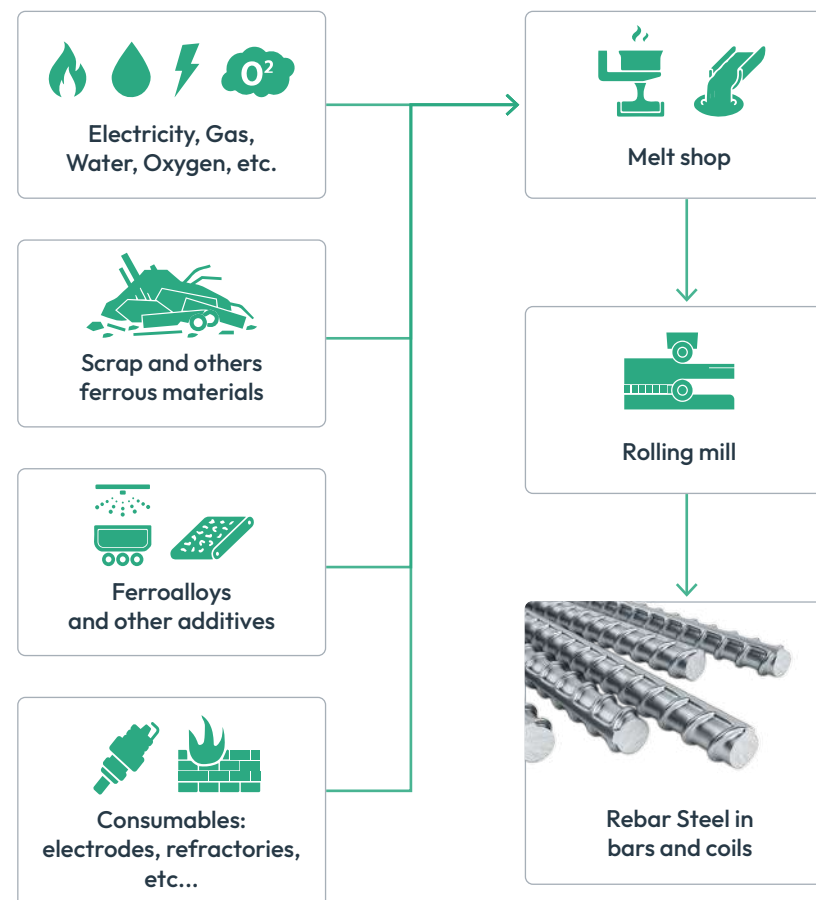 O²
Electricity, Gas,
Water, Oxygen, etc.
Melt shop
Scrap and others
ferrous materials
Rolling mill
Ferroalloys
and other additives
Consumables:
electrodes, refractories,
etc...
Rebar Steel in
bars and coils